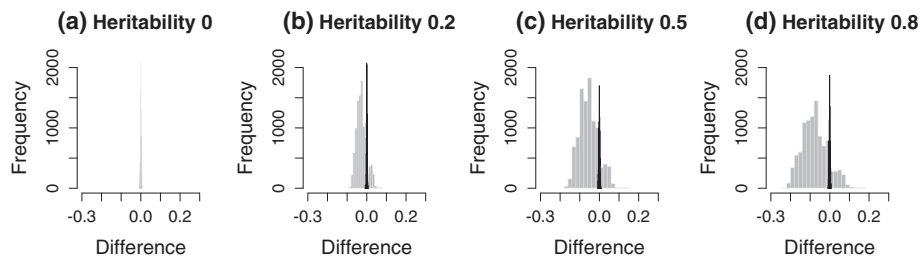 (a) Heritability 0
(b) Heritability 0.2
(c) Heritability 0.5
(d) Heritability 0.8
Frequency
0 1000 2000
-0.3 0.0 0.2
Difference
Frequency
0 1000 2000
-0.3 0.0 0.2
Difference
Frequency
0 1000 2000
-0.3 0.0 0.2
Difference
Frequency
0 1000 2000
-0.3 0.0 0.2
Difference